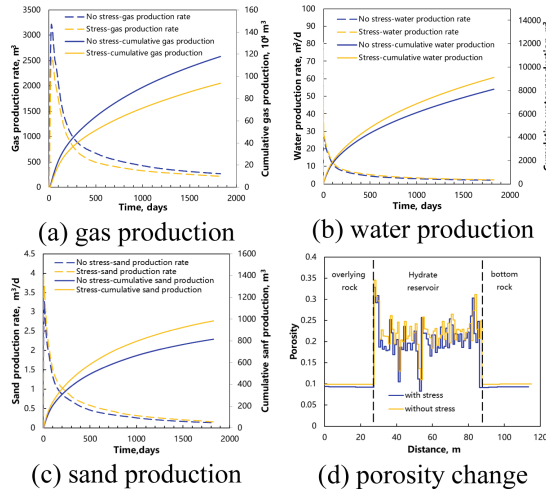 No stress-gas production rate
Stress-gas production rate
No stress-cumulative gas production
Stress-cumulative gas production
Gas production rate, m²
Cumulative gas production, 10⁴ m³
4000
3500
3000
2500
2000
1500
1000
500
0
160
140
120
100
80
60
40
20
0
0 500 1000 1500 2000
Time, days
(a) gas production
No stress-water production rate
Stress-water production rate
No stress-cumulative water production
Stress-cumulative water production
Water production rate, m³/d
100
90
80
70
60
50
40
30
20
10
0
14000
12000
10000
8000
6000
4000
2000
0
0 500 1000 1500 2000
Time, days
(b) water production
No stress-sand production rate
Stress-sand production rate
No stress-cumulative sand production
Stress-cumulative sand production
Sand production rate, m³/d
Cumulative sanf production, m³
4.5
4
3.5
3
2.5
2
1.5
1
0.5
0
1600
1400
1200
1000
800
600
400
200
0
0 500 1000 1500 2000
Time,days
(c) sand production
overlying
rock
Hydrate
reservoir
bottom
rock
Porosity
0.4
0.35
0.3
0.25
0.2
0.15
0.1
0.05
0
with stress
without stress
0 20 40 60 80 100 120
Distance, m
(d) porosity change